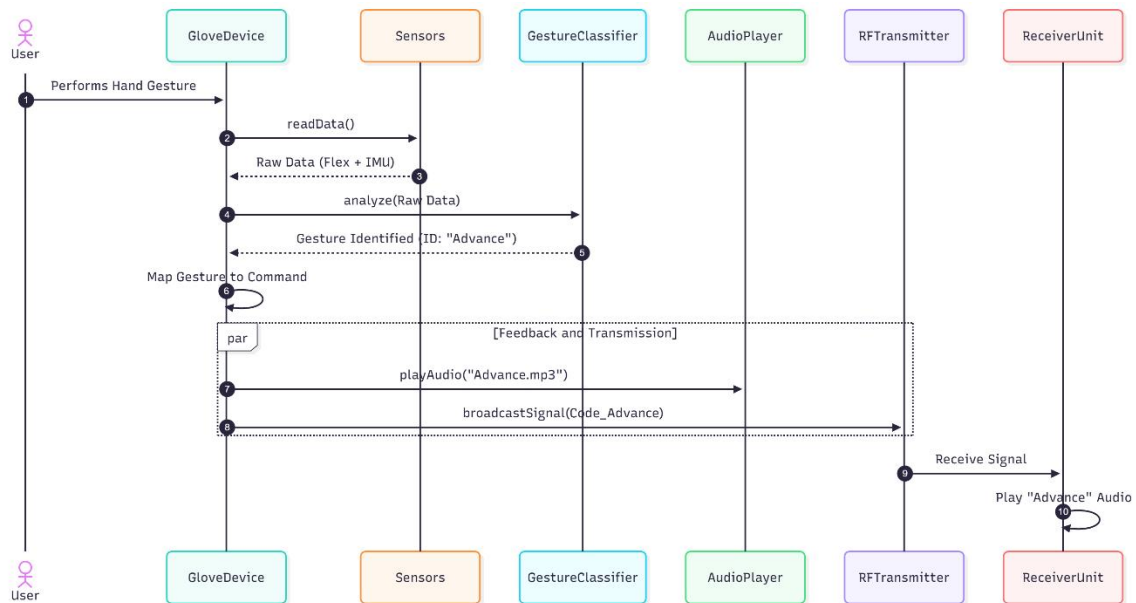 User
GloveDevice
Sensors
GestureClassifier
AudioPlayer
RFTransmitter
ReceiverUnit
Performs Hand Gesture
1
readData()
2
Raw Data (Flex + IMU)
3
analyze(Raw Data)
4
Gesture Identified (ID: "Advance")
5
Map Gesture to Command
6
par
[Feedback and Transmission]
playAudio("Advance.mp3")
7
broadcastSignal(Code_Advance)
8
Receive Signal
9
Play "Advance" Audio
10
User
GloveDevice
Sensors
GestureClassifier
AudioPlayer
RFTransmitter
ReceiverUnit